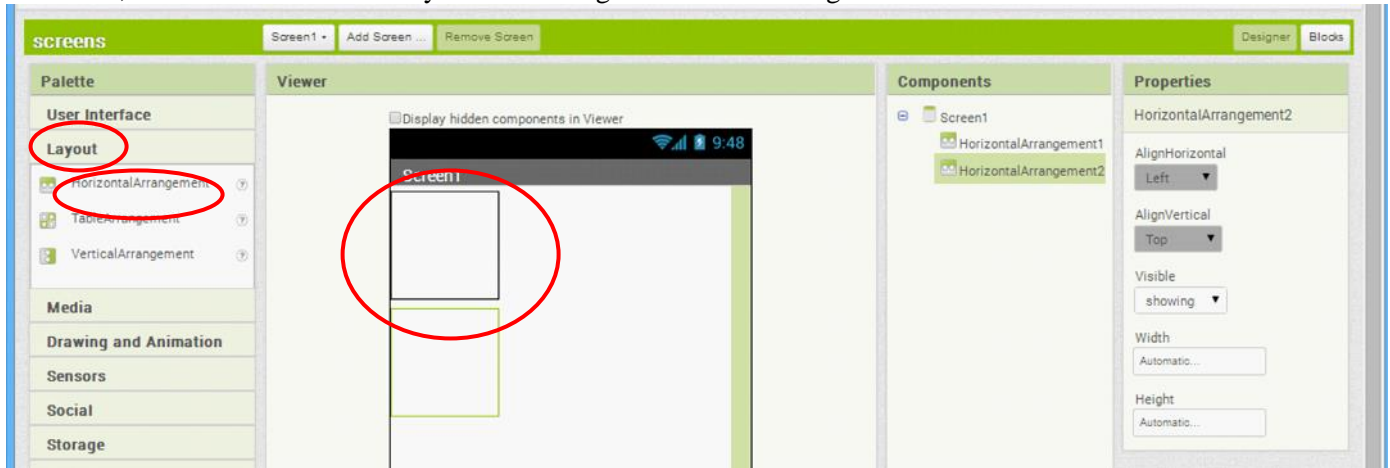 screens
Screen1
Add Screen ...
Remove Screen
Designer
Blocks
Palette
User Interface
Layout
HorizontalArrangement
TableArrangement
VerticalArrangement
Media
Drawing and Animation
Sensors
Social
Storage
Viewer
Display hidden components in Viewer
9:48
Screen1
Components
Screen1
HorizontalArrangement1
HorizontalArrangement2
Properties
HorizontalArrangement2
AlignHorizontal
Left
AlignVertical
Top
Visible
showing
Width
Automatic...
Height
Automatic...